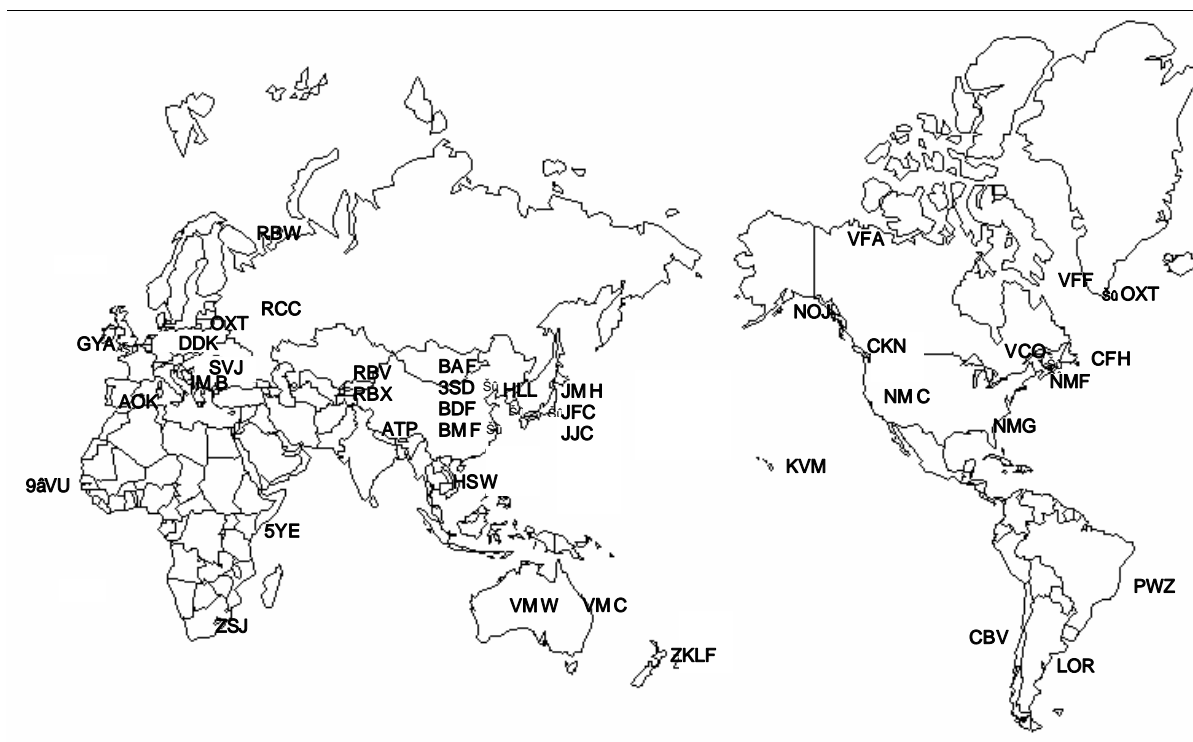 RBW
VFA
VFF
OXT
RCC
NOJ
OXT
GYA
DDK
CKN
VCO
CFH
SVJ
RBV
BAF
IMB
RBX
3SD
HLL
JMH
NMF
AOK
BDF
JFC
NMC
ATP
BMF
JJC
NMG
KVM
HSW
9âVU
5YE
PWZ
VMW
VMC
ZSJ
CBV
ZKLF
LOR